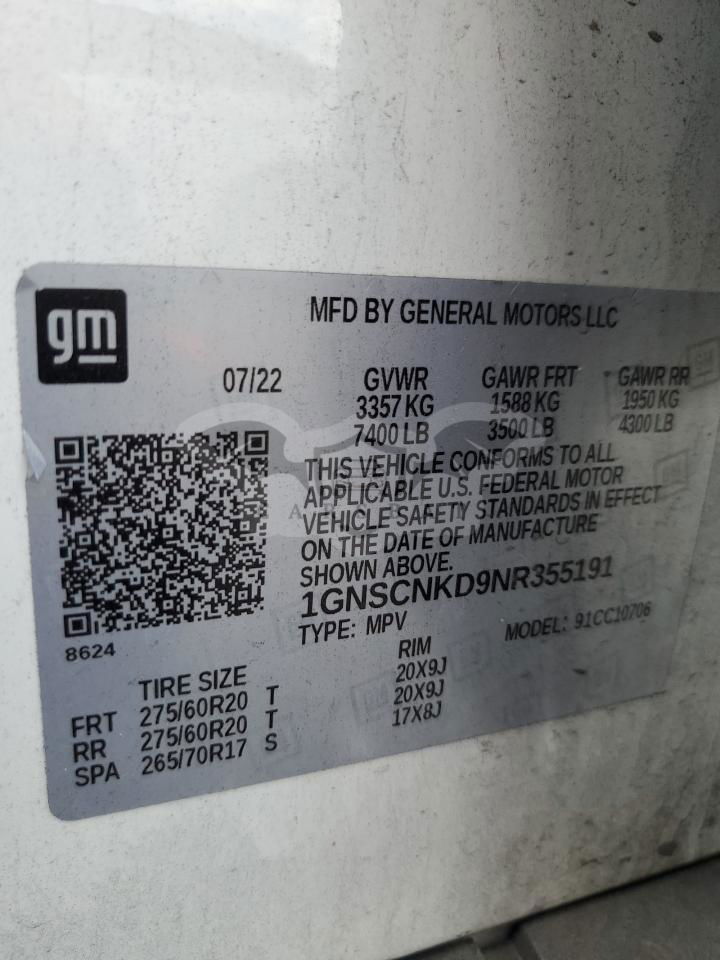 gm
MFD BY GENERAL MOTORS LLC
07/22 GVWR GAWR FRT GAWR RR
3357 KG 1588 KG 1950 KG
7400 LB 3500 LB 4300 LB
THIS VEHICLE CONFORMS TO ALL
APPLICABLE U.S. FEDERAL MOTOR
VEHICLE SAFETY STANDARDS IN EFFECT
ON THE DATE OF MANUFACTURE
SHOWN ABOVE.
1GNSCNKD9NR355191
TYPE: MPV MODEL: 91CC10706
8624
TIRE SIZE RIM
FRT 275/60R20 T 20X9J
RR 275/60R20 T 20X9J
SPA 265/70R17 S 17X8J